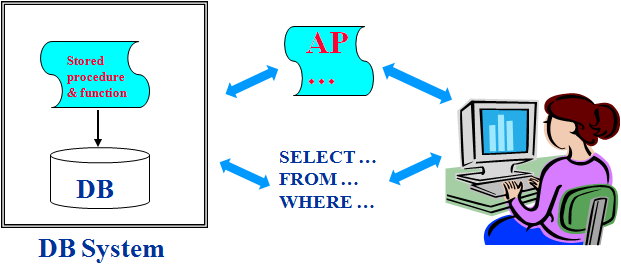 Stored
procedure
& function
DB
DB System
AP
…
SELECT …
FROM …
WHERE …